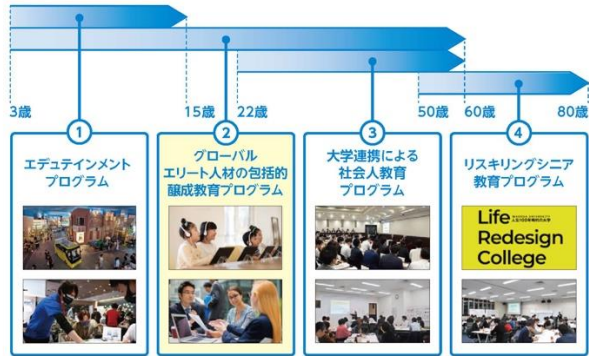 3歳
15歳
22歳
50歳
60歳
80歳
1
エデュテインメント
プログラム
2
グローバル
エリート人材の包括的
醸成教育プログラム
3
大学連携による
社会人教育
プログラム
4
リスキリングシニア
教育プログラム
Life
Redesign
College